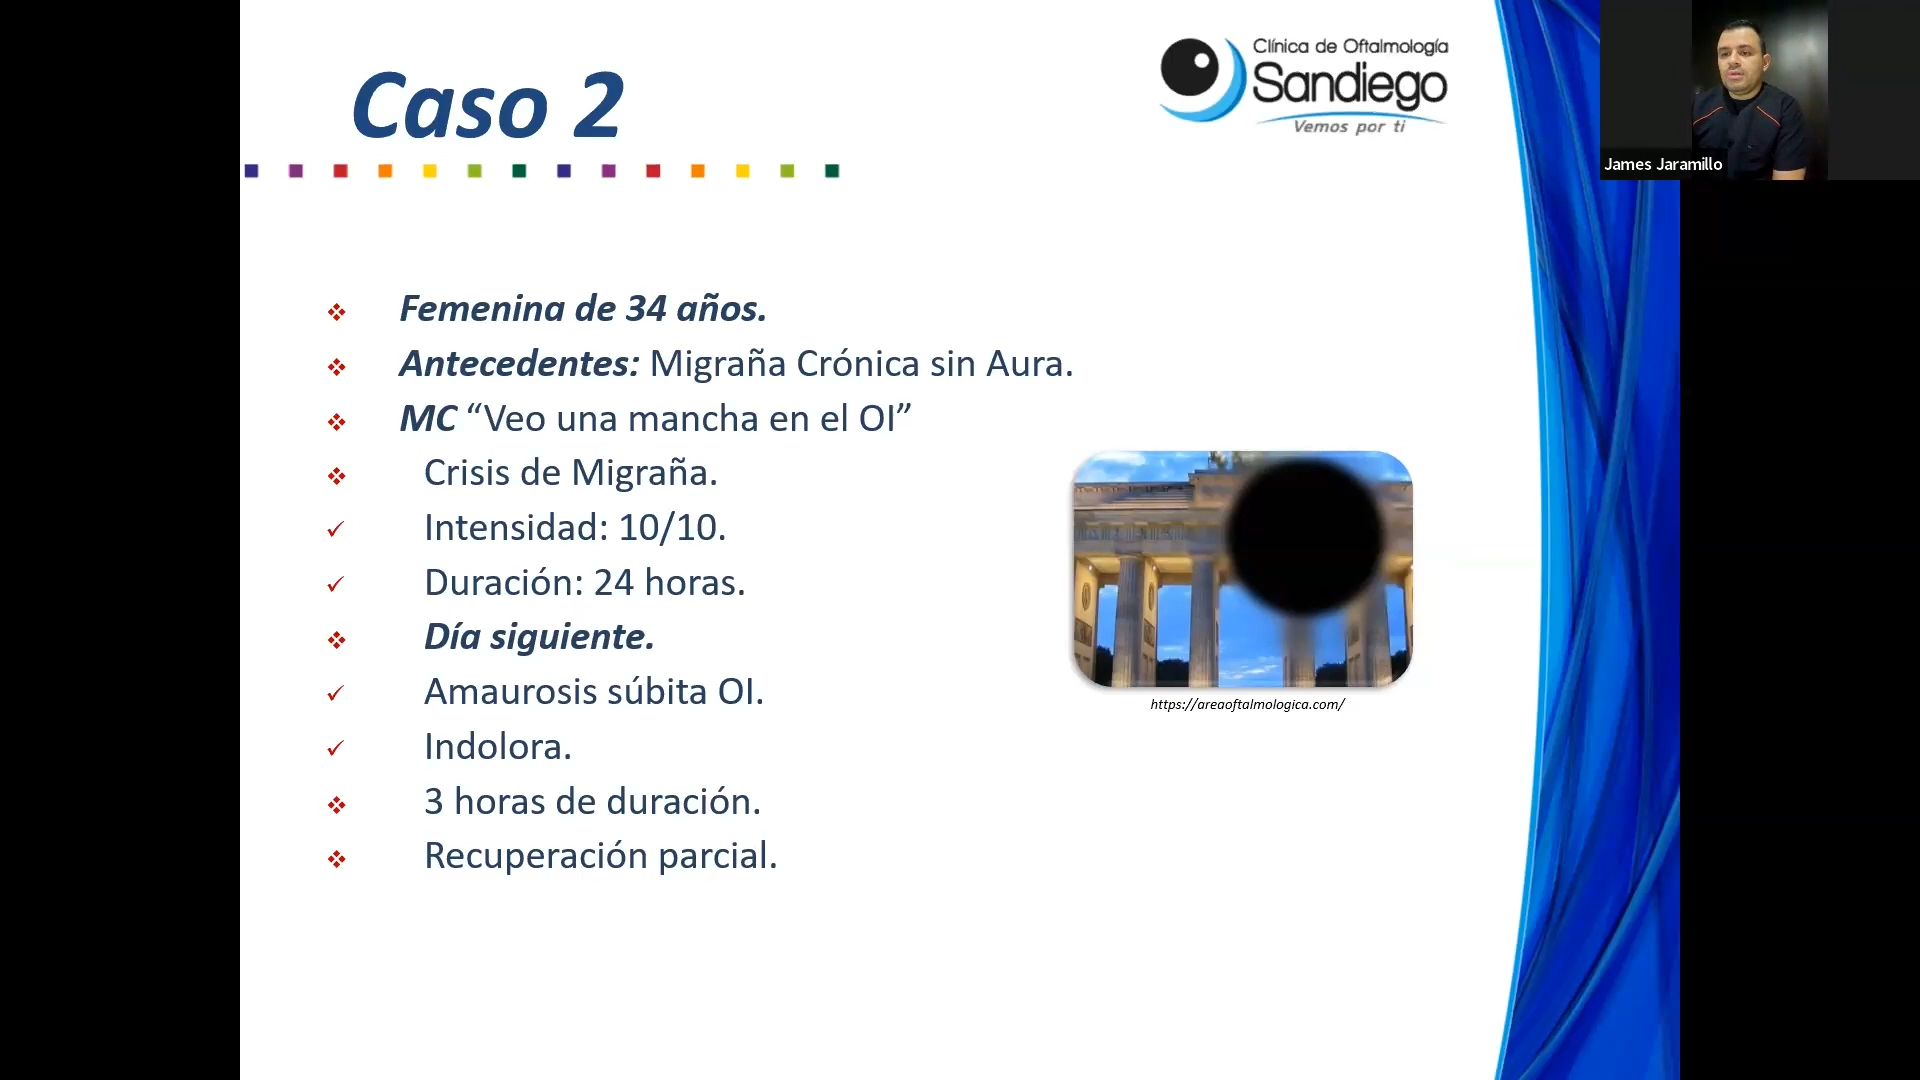 Caso 2
Clínica de Oftalmología
Sandiego
Vemos por ti
James Jaramillo
Femenina de 34 años.
Antecedentes: Migraña Crónica sin Aura.
MC “Veo una mancha en el OI”
Crisis de Migraña.
Intensidad: 10/10.
Duración: 24 horas.
Día siguiente.
Amaurosis súbita OI.
Indolora.
3 horas de duración.
Recuperación parcial.
https://areaoftalmologica.com/